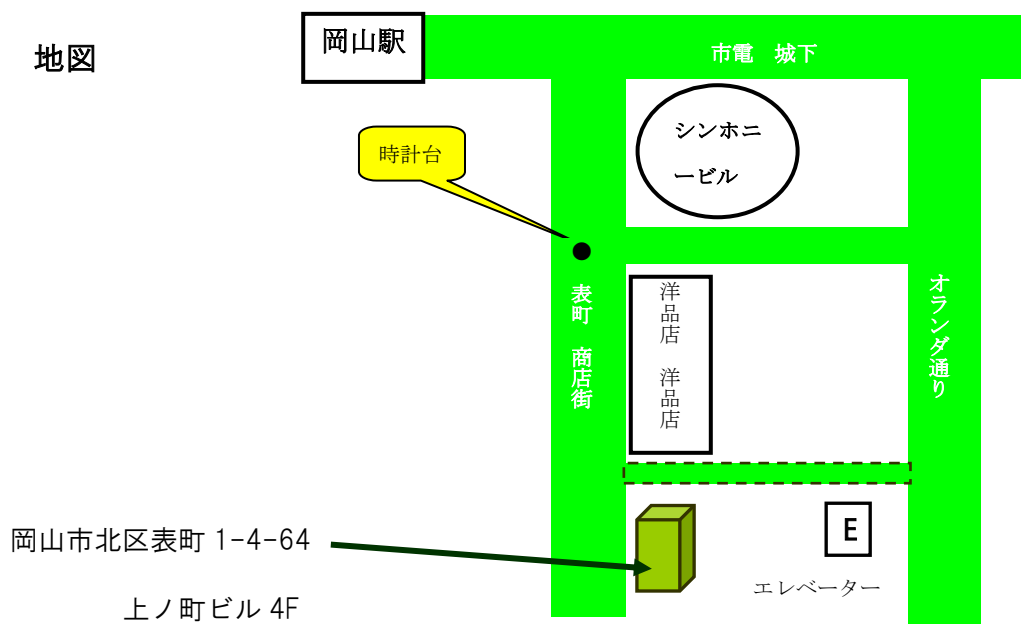 地図
岡山駅
市電　城下
シンホニ
ービル
時計台
表町　商店街
洋品店　洋品店
オランダ通り
E
エレベーター
岡山市北区表町 1-4-64
上ノ町ビル 4F